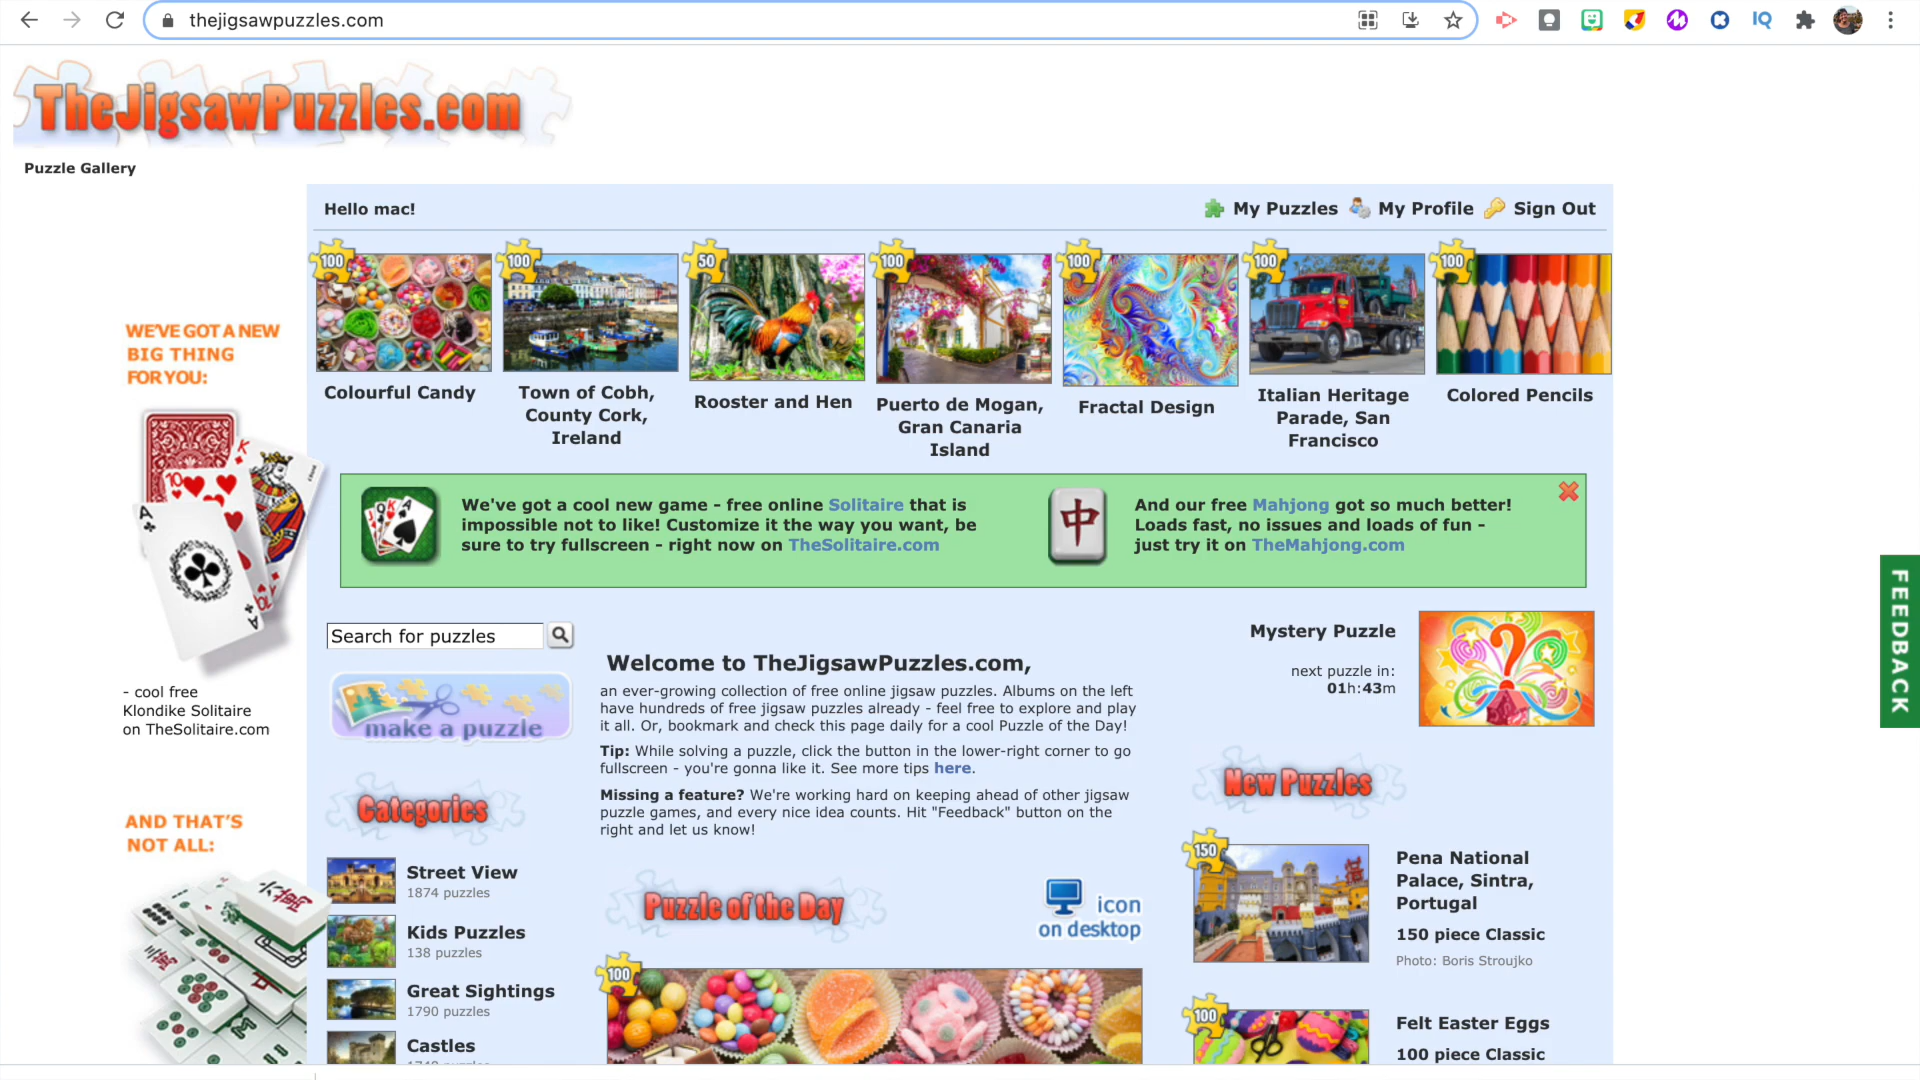 thejigsawpuzzles.com
IQ
TheJigsawPuzzles.com
Puzzle Gallery
Hello mac!
My Puzzles
My Profile
Sign Out
100
100
50
100
100
100
100
Colourful Candy
Town of Cobh,
County Cork,
Ireland
Rooster and Hen
Puerto de Mogan,
Gran Canaria
Island
Fractal Design
Italian Heritage
Parade, San
Francisco
Colored Pencils
WE'VE GOT A NEW
BIG THING
FOR YOU:
- cool free
Klondike Solitaire
on TheSolitaire.com
AND THAT'S
NOT ALL:
We've got a cool new game - free online Solitaire that is
impossible not to like! Customize it the way you want, be
sure to try fullscreen - right now on TheSolitaire.com
中
And our free Mahjong got so much better!
Loads fast, no issues and loads of fun -
just try it on TheMahjong.com
FEEDBACK
Search for puzzles
make a puzzle
Categories
Street View
1874 puzzles
Kids Puzzles
138 puzzles
Great Sightings
1790 puzzles
Castles
Welcome to TheJigsawPuzzles.com,
an ever-growing collection of free online jigsaw puzzles. Albums on the left
have hundreds of free jigsaw puzzles already - feel free to explore and play
it all. Or, bookmark and check this page daily for a cool Puzzle of the Day!
Tip: While solving a puzzle, click the button in the lower-right corner to go
fullscreen - you're gonna like it. See more tips here.
Missing a feature? We're working hard on keeping ahead of other jigsaw
puzzle games, and every nice idea counts. Hit "Feedback" button on the
right and let us know!
Puzzle of the Day
icon
on desktop
100
Mystery Puzzle
next puzzle in:
01h:43m
New Puzzles
150
Pena National
Palace, Sintra,
Portugal
150 piece Classic
Photo: Boris Stroujko
100
Felt Easter Eggs
100 piece Classic